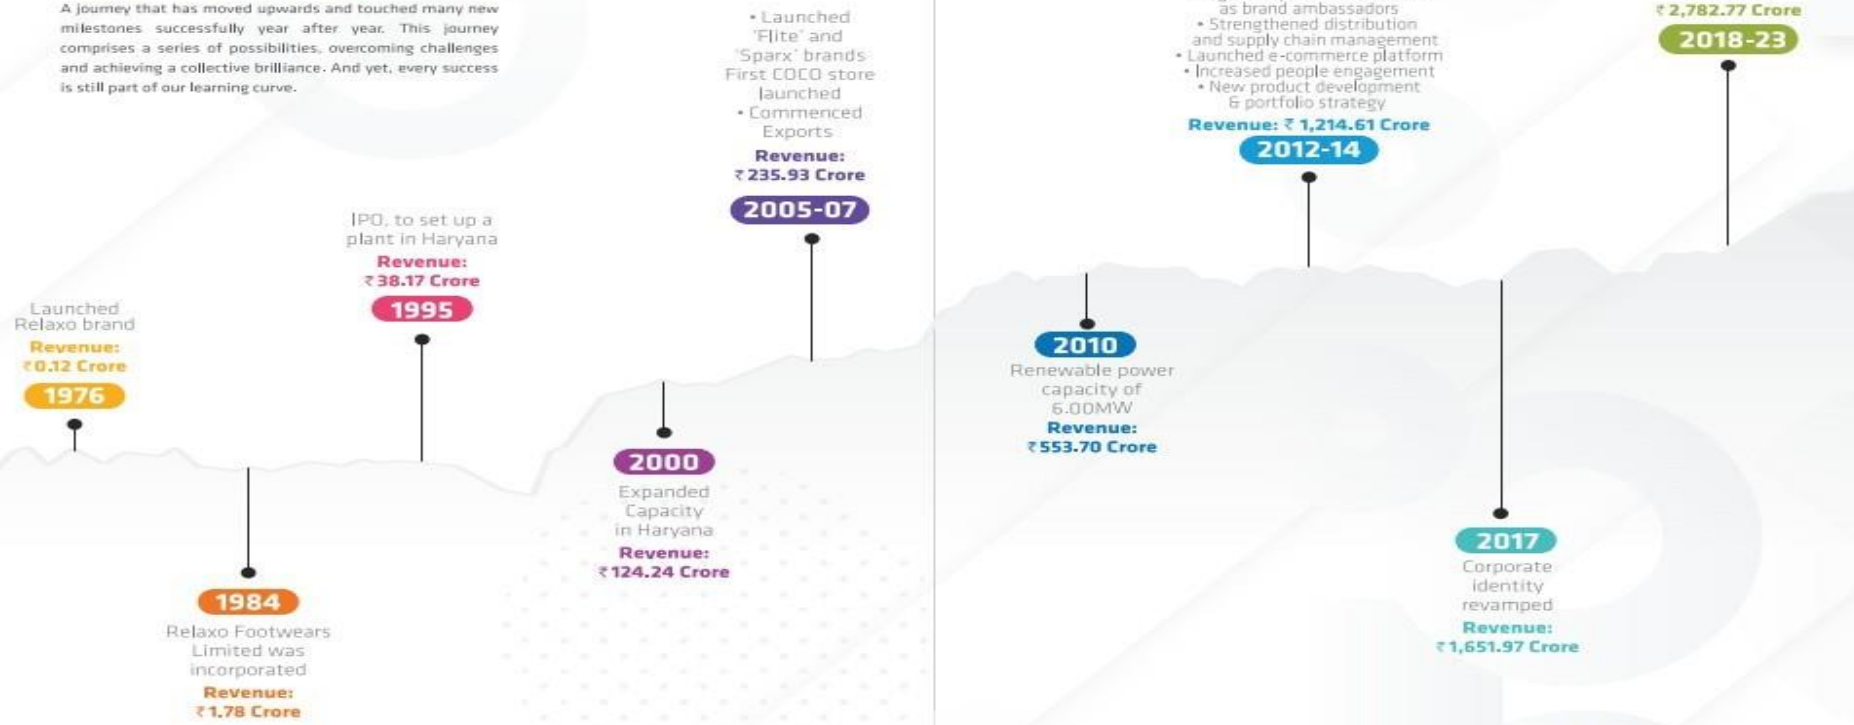 A journey that has moved upwards and touched many new
milestones successfully year after year. This journey
comprises a series of possibilities, overcoming challenges
and achieving a collective brilliance. And yet, every success
is still part of our learning curve.
Launched
Relaxo brand
Revenue:
₹0.12 Crore
1976
1984
Relaxo Footwears
Limited was
incorporated
Revenue:
₹1.78 Crore
IPO, to set up a
plant in Haryana
Revenue:
₹38.17 Crore
1995
2000
Expanded
Capacity
in Haryana
Revenue:
₹124.24 Crore
• Launched
'Flite' and
'Sparx' brands
First COCO store
launched
• Commenced
Exports
Revenue:
₹235.93 Crore
2005-07
2010
Renewable power
capacity of
6.00MW
Revenue:
₹553.70 Crore
as brand ambassadors
• Strengthened distribution
and supply chain management
• Launched e-commerce platform
• Increased people engagement
• New product development
& portfolio strategy
Revenue: ₹ 1,214.61 Crore
2012-14
2017
Corporate
identity
revamped
Revenue:
₹1,651.97 Crore
₹2,782.77 Crore
2018-23